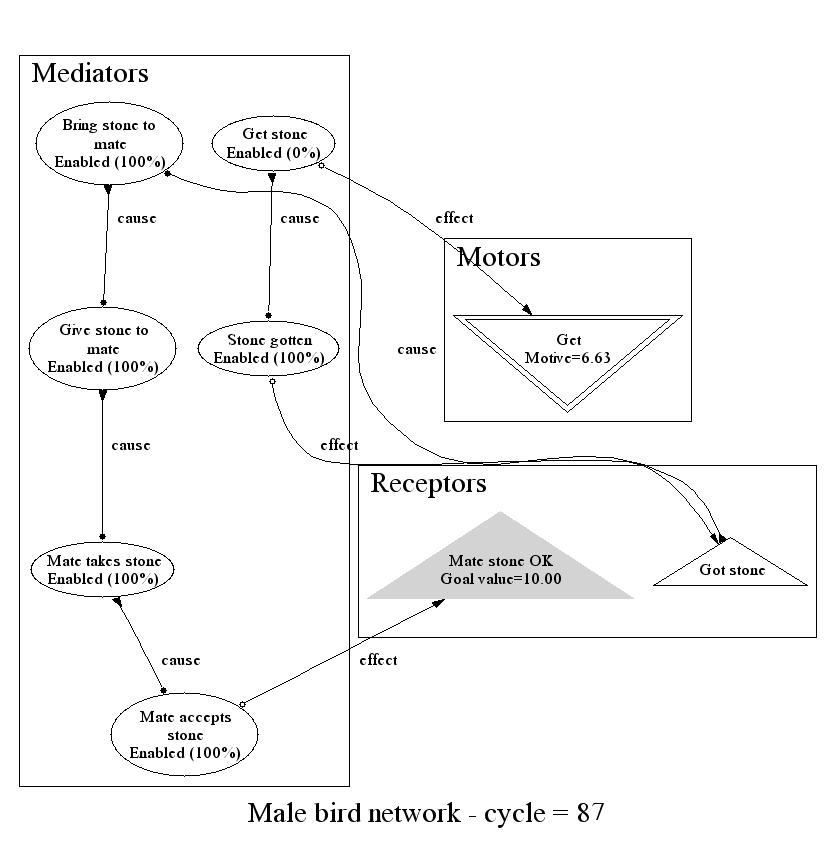 Mediators
Bring stone to
mate
Enabled (100%)
Get stone
Enabled (0%)
cause
cause
effect
Motors
Get
Motive=6.63
Give stone to
mate
Enabled (100%)
Stone gotten
Enabled (100%)
cause
cause
effect
Receptors
Mate stone OK
Goal value=10.00
Got stone
Mate takes stone
Enabled (100%)
cause
effect
Mate accepts
stone
Enabled (100%)
Male bird network - cycle = 87